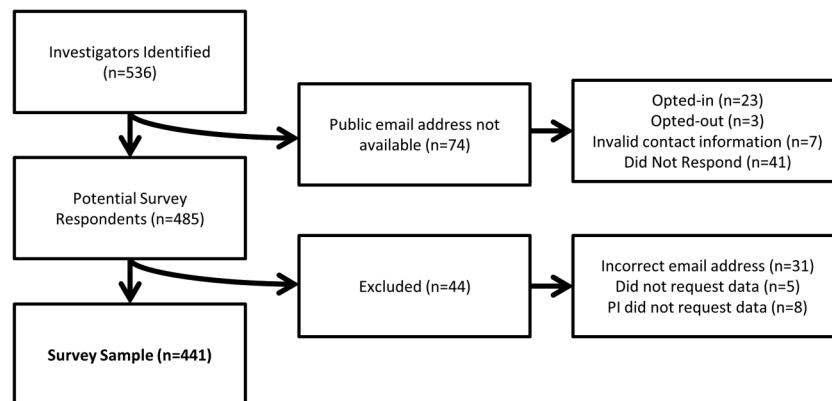 Investigators Identified
(n=536)
Public email address not
available (n=74)
Opted-in (n=23)
Opted-out (n=3)
Invalid contact information (n=7)
Did Not Respond (n=41)
Potential Survey
Respondents (n=485)
Excluded (n=44)
Incorrect email address (n=31)
Did not request data (n=5)
PI did not request data (n=8)
Survey Sample (n=441)